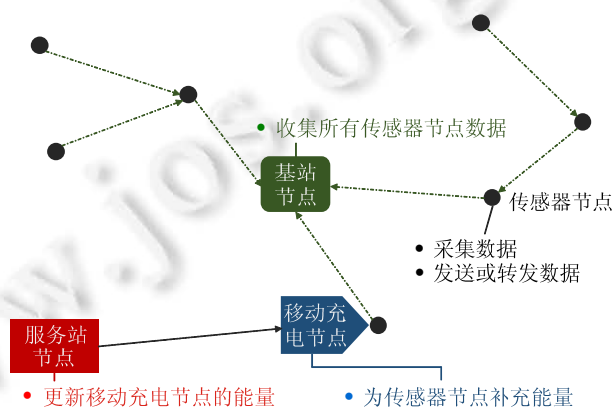 www.jos.org
• 收集所有传感器节点数据
基站
节点
传感器节点
• 采集数据
• 发送或转发数据
移动充
电节点
服务站
节点
• 更新移动充电节点的能量
• 为传感器节点补充能量